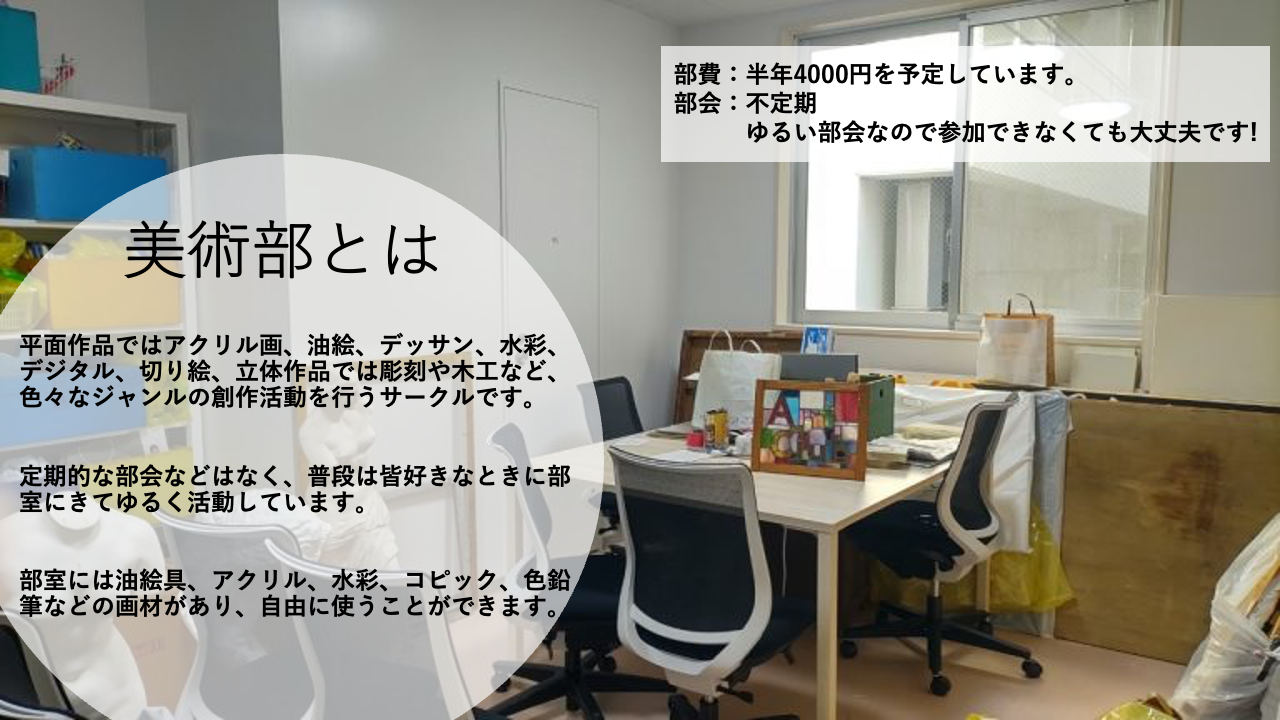 部費：半年4000円を予定しています。
部会：不定期
ゆるい部会なので参加できなくても大丈夫です!
美術部とは
平面作品ではアクリル画、油絵、デッサン、水彩、
デジタル、切り絵、立体作品では彫刻や木工など、
色々なジャンルの創作活動を行うサークルです。
定期的な部会などはなく、普段は皆好きなときに部
室にきてゆるく活動しています。
部室には油絵具、アクリル、水彩、コピック、色鉛
筆などの画材があり、自由に使うことができます。